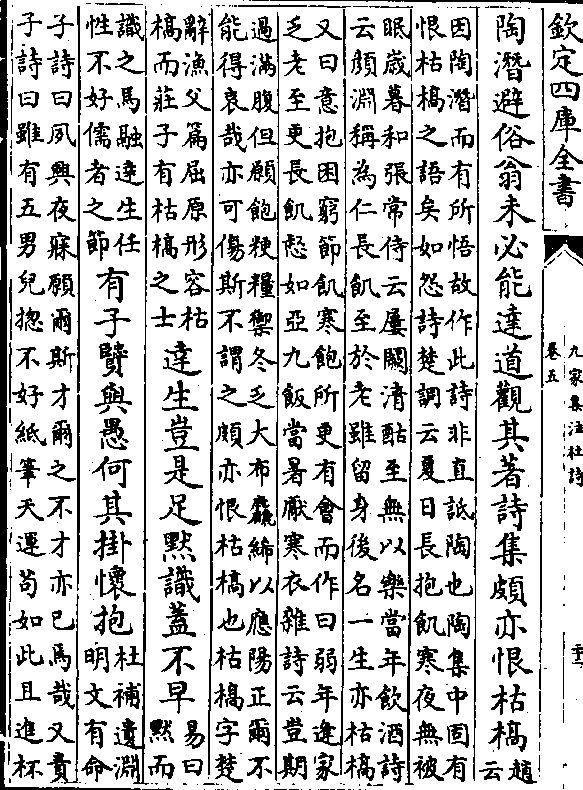 欽定四庫全書
九家集注杜詩
卷五
陶潛避俗翁未必能達道觀其著詩集頗亦恨枯槁趙云
因陶潛而有所悟故作此詩非直詆陶也陶集中固有
恨枯槁之語矣如怨詩楚調云夏日長抱飢寒夜無被
眠歲暮和張常侍云屢闕清酤至無以樂當年飲酒詩
云顏淵稱為仁長飢至於老雖留身後名一生亦枯槁
又曰意抱困窮節飢寒飽所更有會而作曰弱年逢家
乏老至更長飢惄如亞九飯當暑厭寒衣雜詩云豈期
過滿腹但願飽粳糧禦冬乏大布麤絺以應陽正爾不
能得哀哉亦可傷斯不謂之頗亦恨枯槁也枯槁字楚
辭漁父篇屈原形容枯
槁而莊子有枯槁之士
達生豈是足黙識蓋不早
易曰
黙而
識之馬融達生任
性不好儒者之節
有子賢與愚何其掛懷抱
杜補遺淵
明文有命
子詩曰夙興夜寐願爾斯才爾之不才亦已焉哉又責
子詩曰雖有五男兒揔不好紙筆天運苟如此且進杯